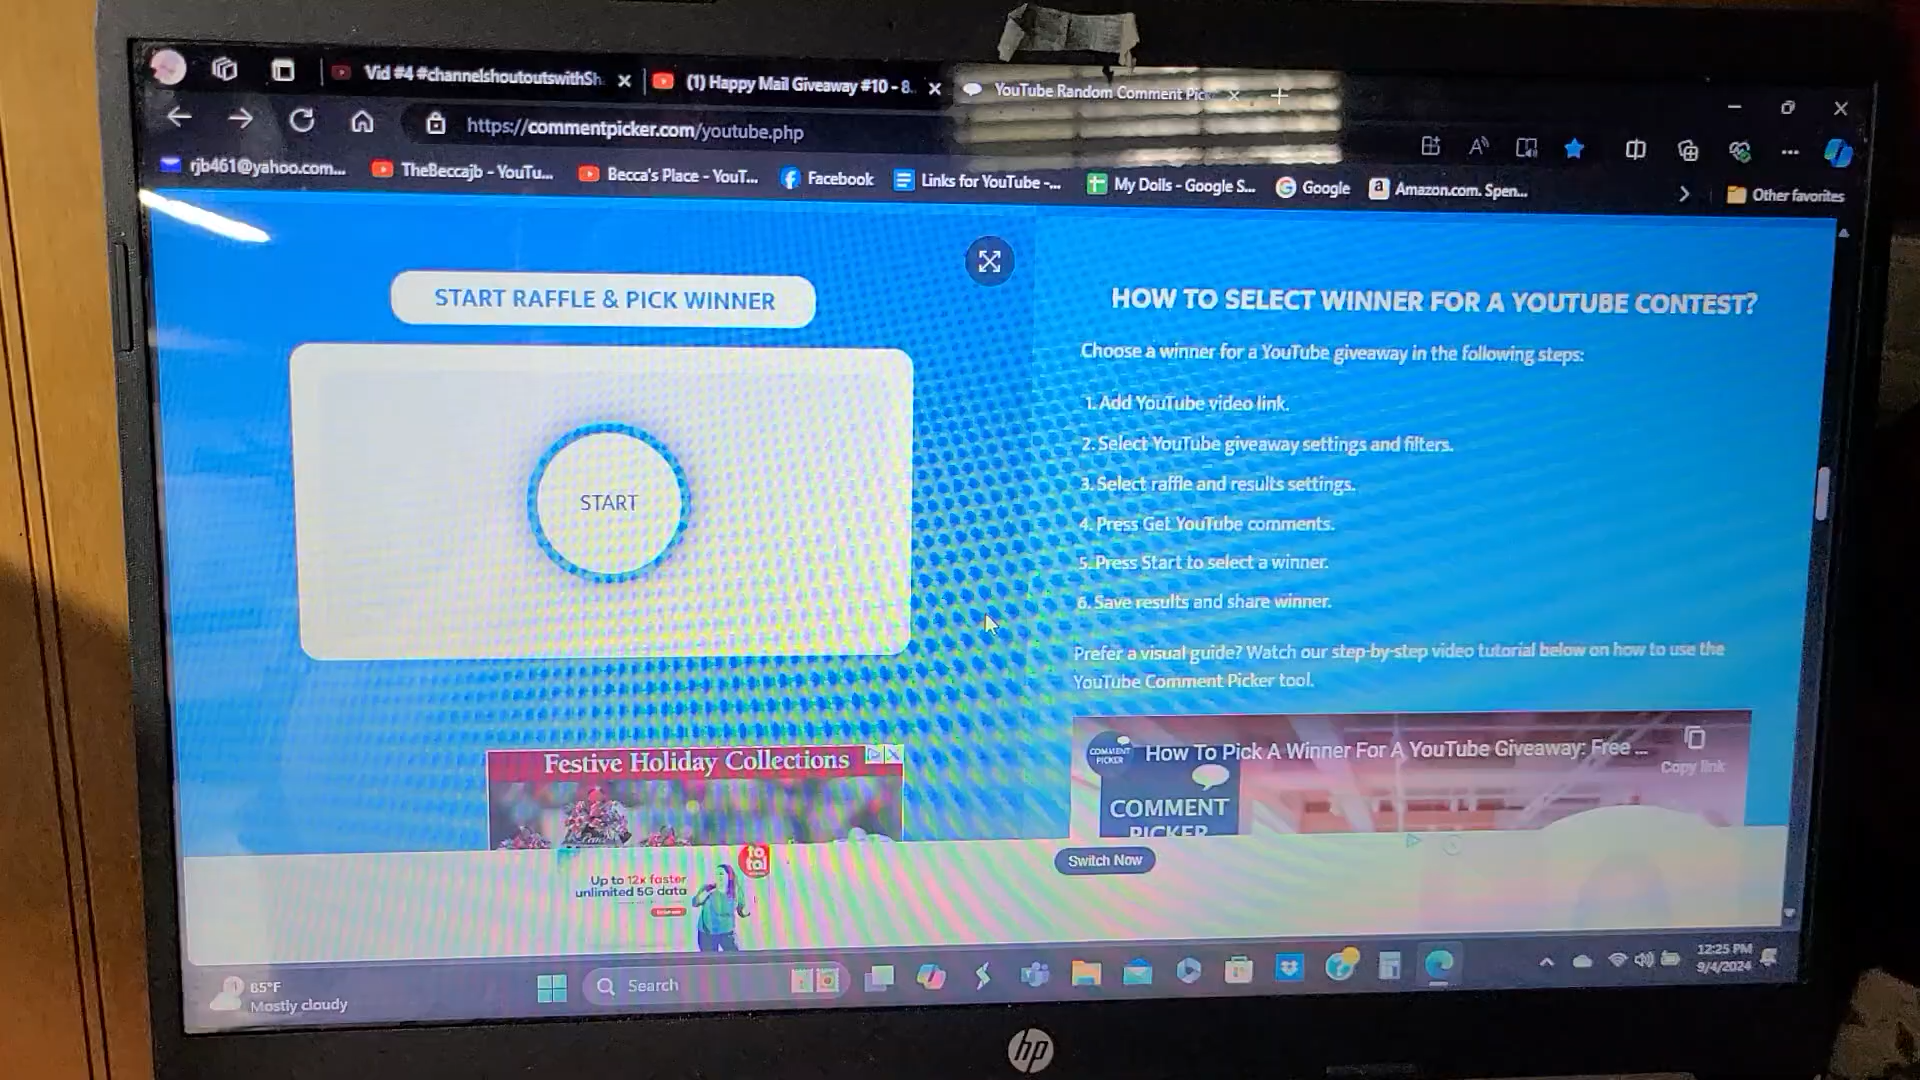 Vid #4 #channelshoutoutswithSh
(1) Happy Mail Giveaway #10 - 8.
YouTube Random Comment Pic
https://commentpicker.com/youtube.php
rjb461@yahoo.com...
TheBeccajb - YouTu...
Becca's Place - YouT...
Facebook
Links for YouTube -...
My Dolls - Google S...
Google
Amazon.com. Spen...
Other favorites
START RAFFLE & PICK WINNER
START
HOW TO SELECT WINNER FOR A YOUTUBE CONTEST?
Choose a winner for a YouTube giveaway in the following steps:
1. Add YouTube video link.
2. Select YouTube giveaway settings and filters.
3. Select raffle and results settings.
4. Press Get YouTube comments.
5. Press Start to select a winner.
6. Save results and share winner.
Prefer a visual guide? Watch our step-by-step video tutorial below on how to use the
YouTube Comment Picker tool.
Festive Holiday Collections
COMMENT
PICKER
How To Pick A Winner For A YouTube Giveaway: Free ...
Copy link
COMMENT
PICKER
Up to 12x faster
unlimited 5G data
to
tal
Switch Now
85°F
Mostly cloudy
Search
12:25 PM
9/4/2024
hp